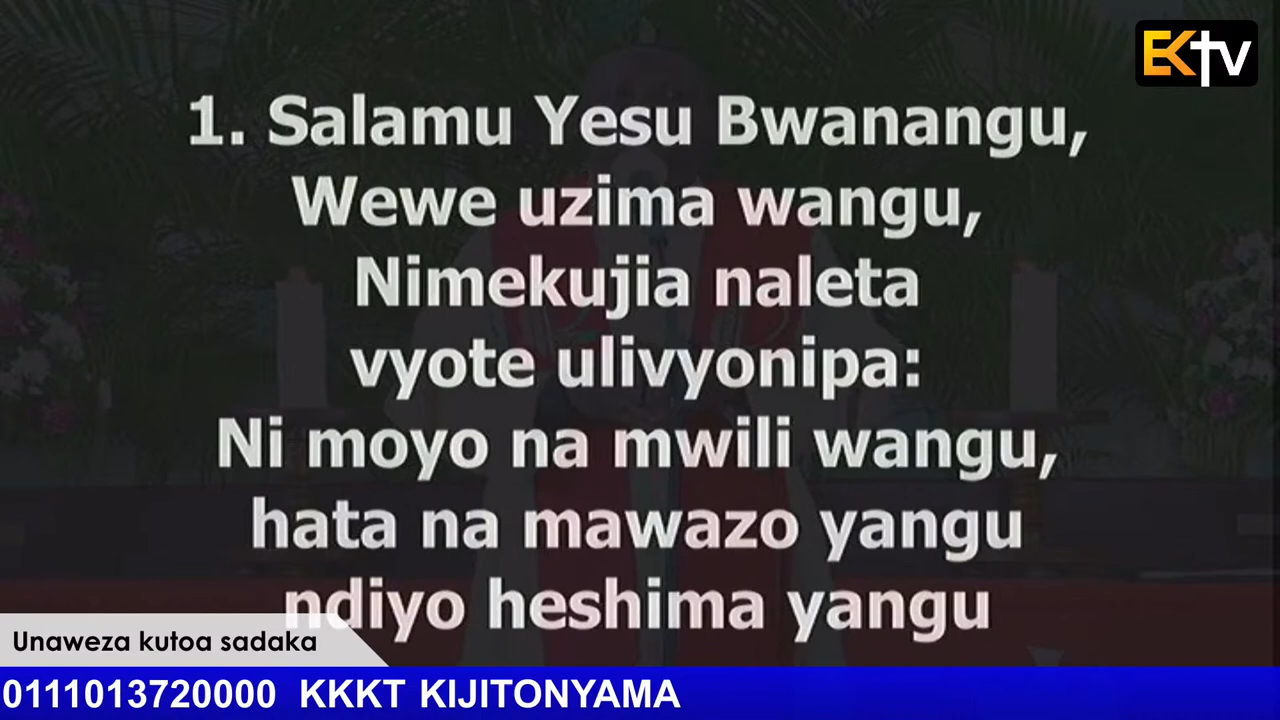 EKTV
1. Salamu Yesu Bwanangu,
Wewe uzima wangu,
Nimekujia naleta
vyote ulivyonipa:
Ni moyo na mwili wangu,
hata na mawazo yangu
ndiyo heshima yangu
Unaweza kutoa sadaka
0111013720000 KKKT KIJITONYAMA